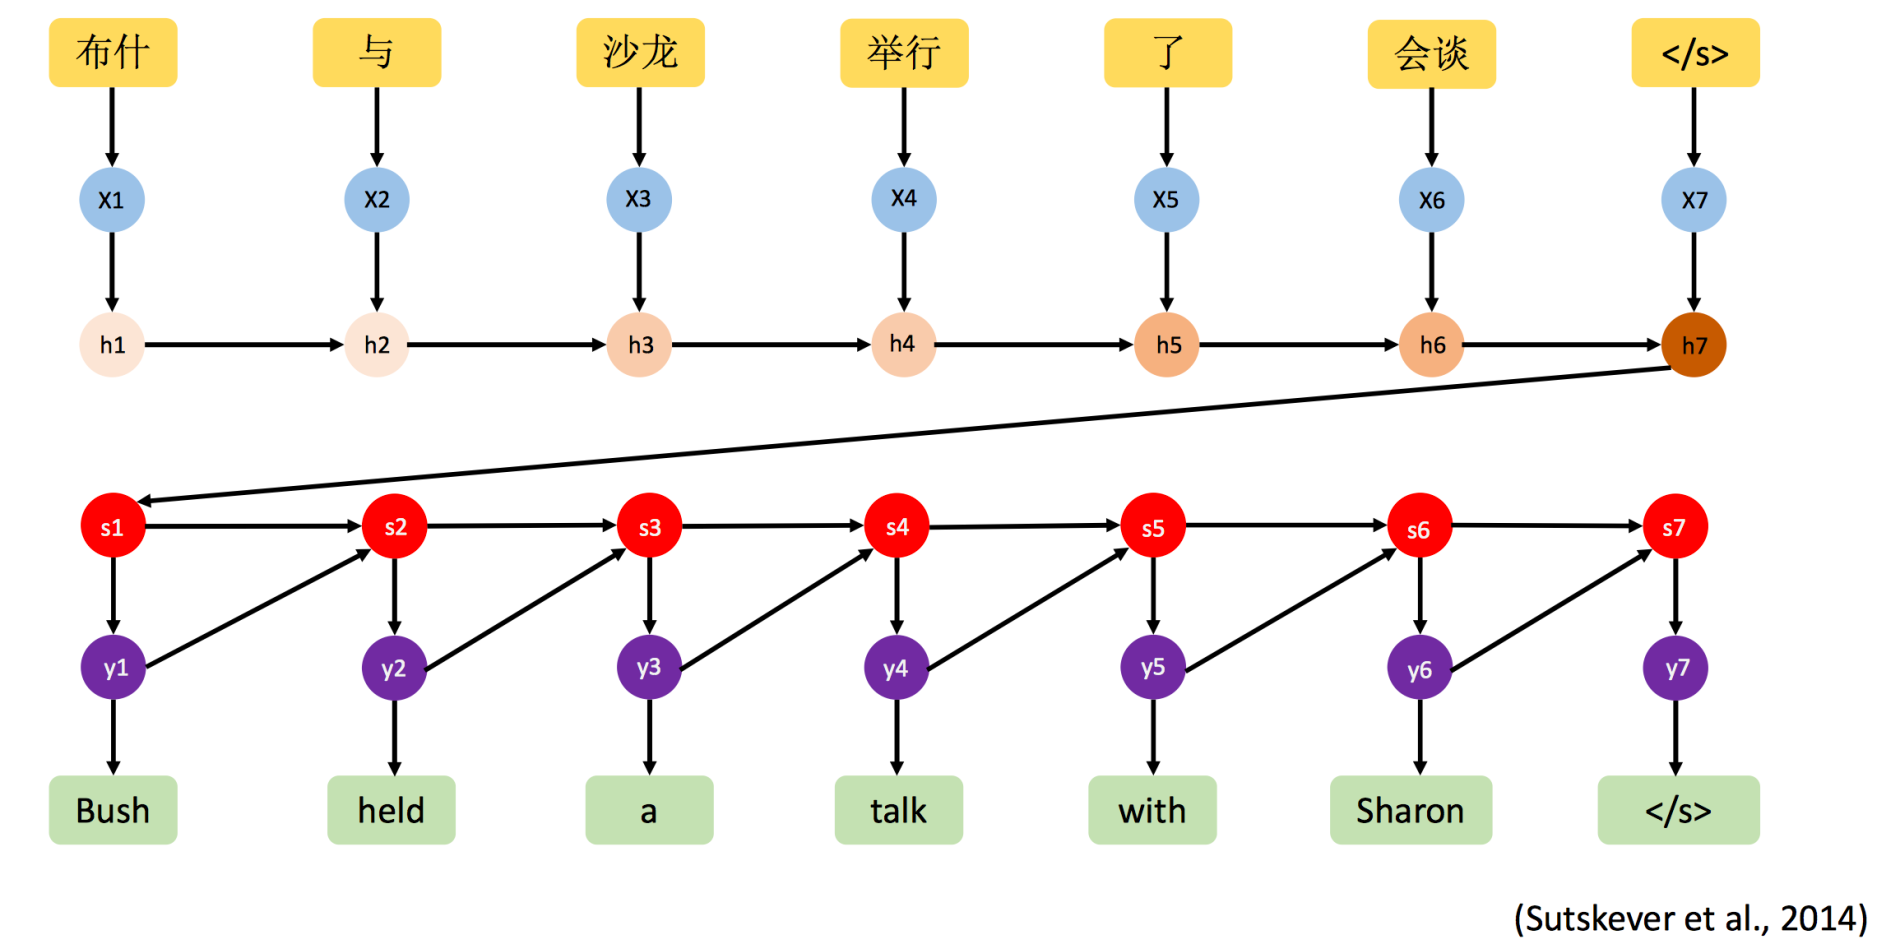 布什 与 沙龙 举行 了 会谈 </s>
X1 X2 X3 X4 X5 X6 X7
h1 h2 h3 h4 h5 h6 h7
s1 s2 s3 s4 s5 s6 s7
y1 y2 y3 y4 y5 y6 y7
Bush held a talk with Sharon </s>
(Sutskever et al., 2014)